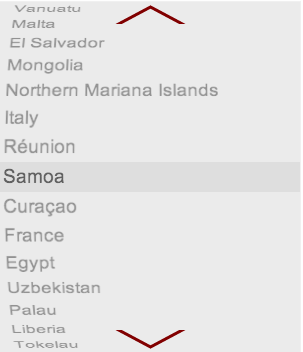 Vanuatu
Malta
El Salvador
Mongolia
Northern Mariana Islands
Italy
Réunion
Samoa
Curaçao
France
Egypt
Uzbekistan
Palau
Liberia
Tokelau